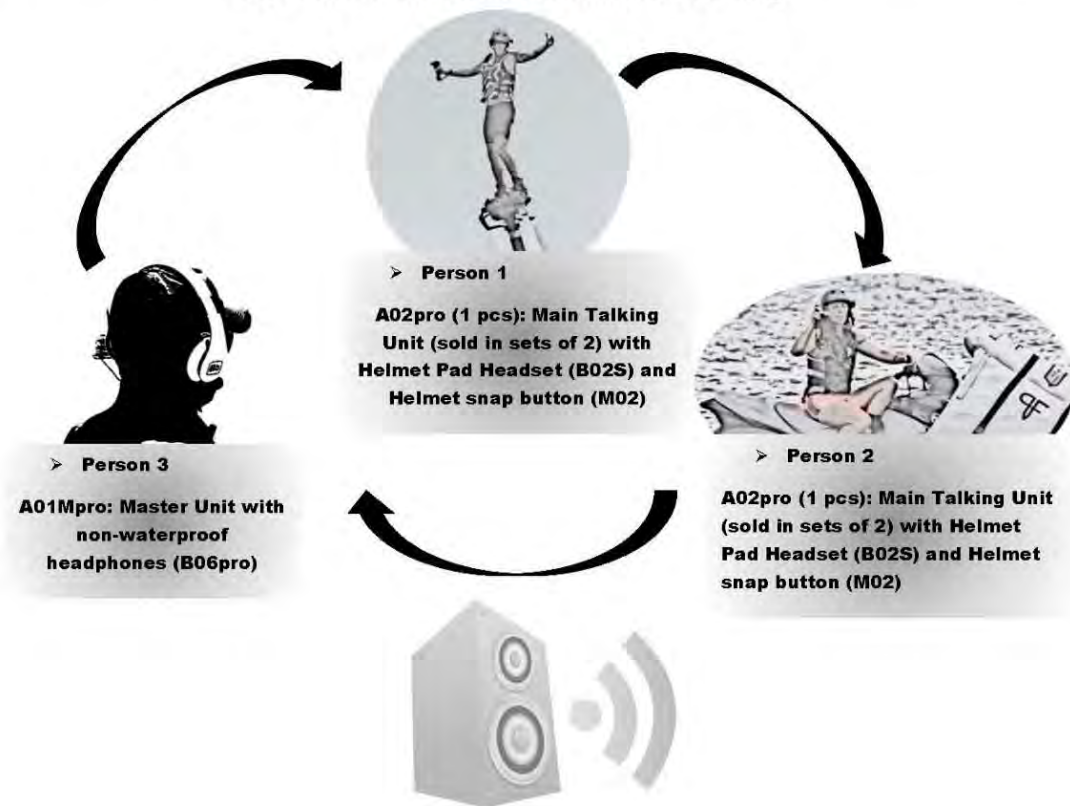 ➢ Person 1
A02pro (1 pcs): Main Talking
Unit (sold in sets of 2) with
Helmet Pad Headset (B02S) and
Helmet snap button (M02)
➢ Person 3
A01Mpro: Master Unit with
non-waterproof
headphones (B06pro)
➢ Person 2
A02pro (1 pcs): Main Talking Unit
(sold in sets of 2) with Helmet
Pad Headset (B02S) and Helmet
snap button (M02)